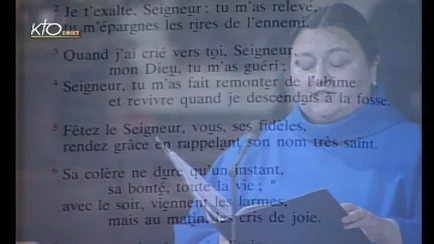 KTO
DIRECT
2 Je t'exalte, Seigneur : tu m'as relevé,
tu m'épargnes les rires de l'ennemi.
3 Quand j'ai crié vers toi, Seigneur,
mon Dieu, tu m'as guéri ;
4 Seigneur, tu m'as fait remonter de l'abîme
et revivre quand je descendais à la fosse.
5 Fêtez le Seigneur, vous, ses fidèles,
rendez grâce en rappelant son nom très saint.
6 Sa colère ne dure qu'un instant,
sa bonté, toute la vie ;
avec le soir, viennent les larmes,
mais au matin, les cris de joie.